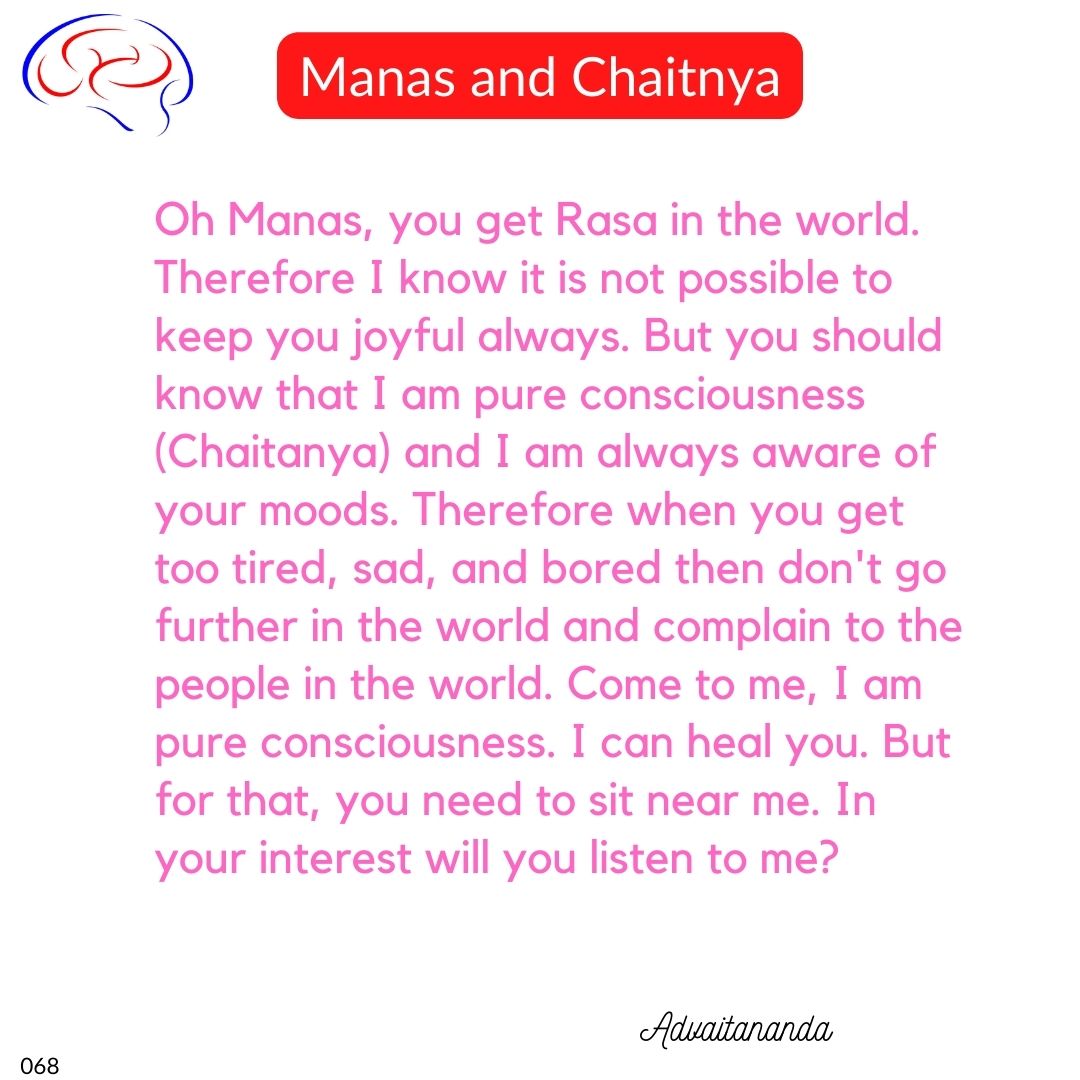 Manas and Chaitnya
Oh Manas, you get Rasa in the world.
Therefore I know it is not possible to
keep you joyful always. But you should
know that I am pure consciousness
(Chaitanya) and I am always aware of
your moods. Therefore when you get
too tired, sad, and bored then don't go
further in the world and complain to the
people in the world. Come to me, I am
pure consciousness. I can heal you. But
for that, you need to sit near me. In
your interest will you listen to me?
Advaitananda
068